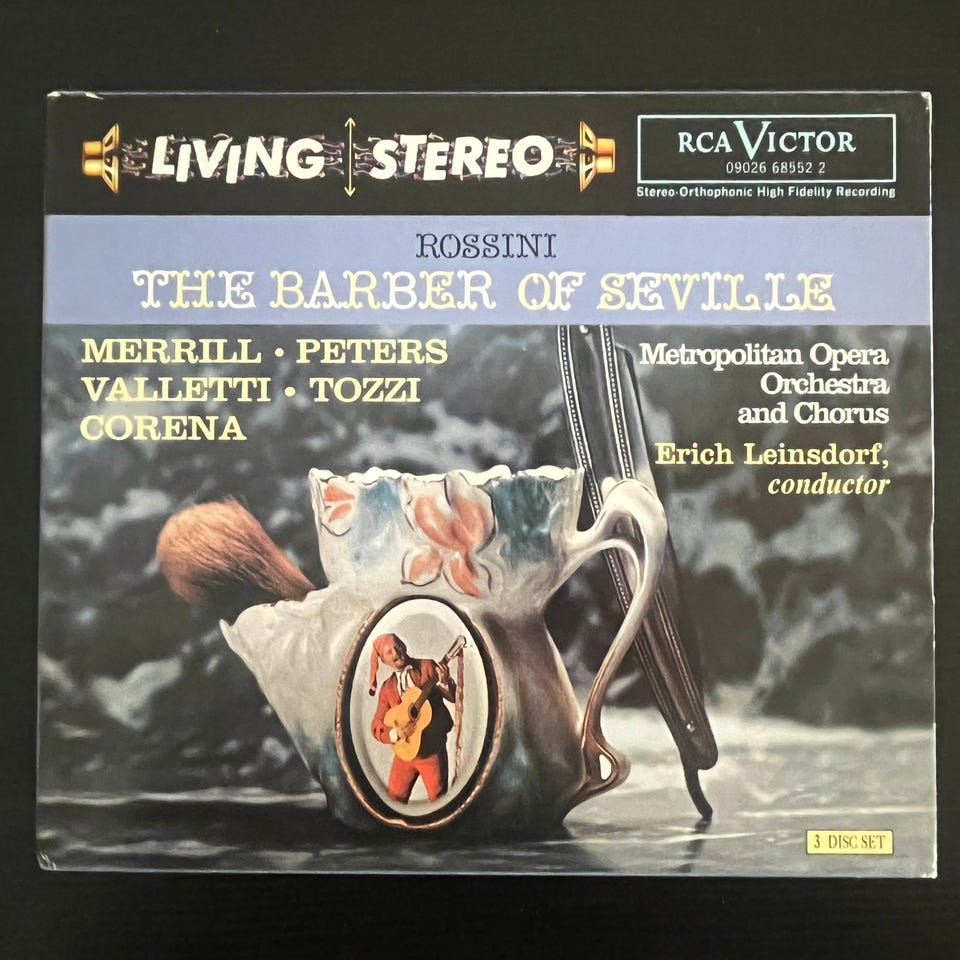 LIVING STEREO
RCA VICTOR
09026 68552 2
Stereo-Orthophonic High Fidelity Recording
ROSSINI
THE BARBER OF SEVILLE
MERRILL • PETERS
VALLETTI • TOZZI
CORENA
Metropolitan Opera
Orchestra
and Chorus
Erich Leinsdorf,
conductor
3 DISC SET